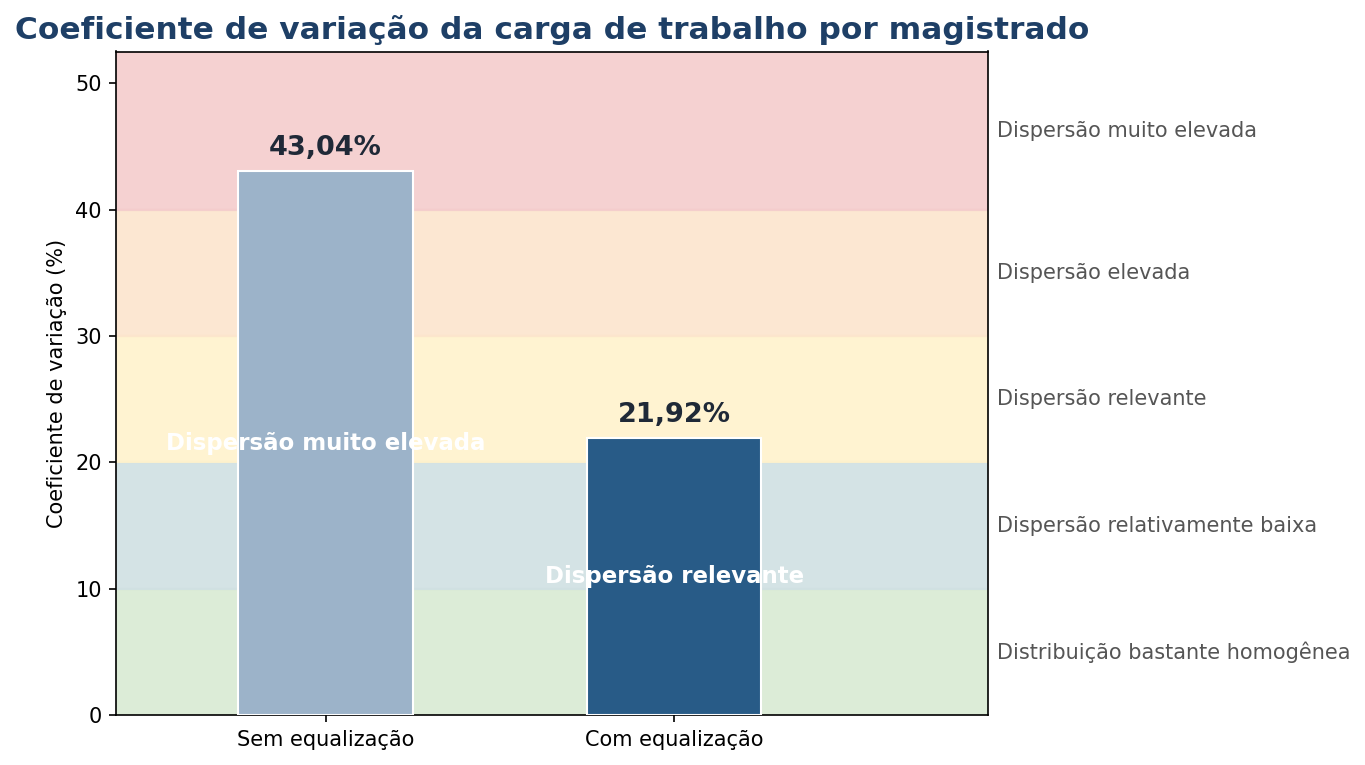 Coeficiente de variação da carga de trabalho por magistrado
Coeficiente de variação (%)
50
40
30
20
10
0
43,04%
21,92%
Dispersão muito elevada
Dispersão relevante
Sem equalização
Com equalização
Dispersão muito elevada
Dispersão elevada
Dispersão relevante
Dispersão relativamente baixa
Distribuição bastante homogênea